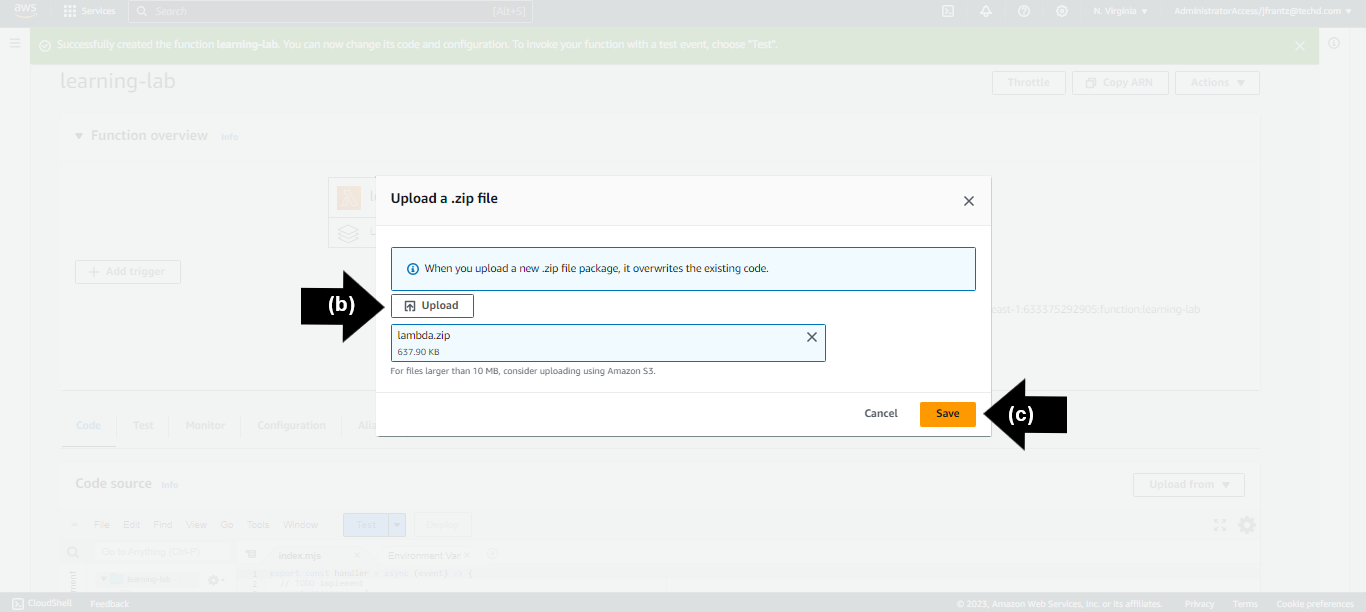 aws
Services
Search
[Alt+S]
N. Virginia
AdministratorAccess/jfrantz@techd.com
Successfully created the function learning-lab. You can now change its code and configuration. To invoke your function with a test event, choose "Test".
learning-lab
Throttle
Copy ARN
Actions
Function overview Info
Upload a .zip file
When you upload a new .zip file package, it overwrites the existing code.
Add trigger
(b)
Upload
east-1:633375292905:function:learning-lab
lambda.zip
637.90 KB
For files larger than 10 MB, consider uploading using Amazon S3.
Cancel
Save
(c)
Code
Test
Monitor
Configuration
Code source Info
Upload from
File Edit Find View Go Tools Window
Test
Deploy
Go to Anything (Ctrl-P)
index.mjs
Environment Var
learning-lab
1 export const handler = async (event) => {
2 // TODO implement
CloudShell
Feedback
© 2023, Amazon Web Services, Inc. or its affiliates.
Privacy
Terms
Cookie preferences